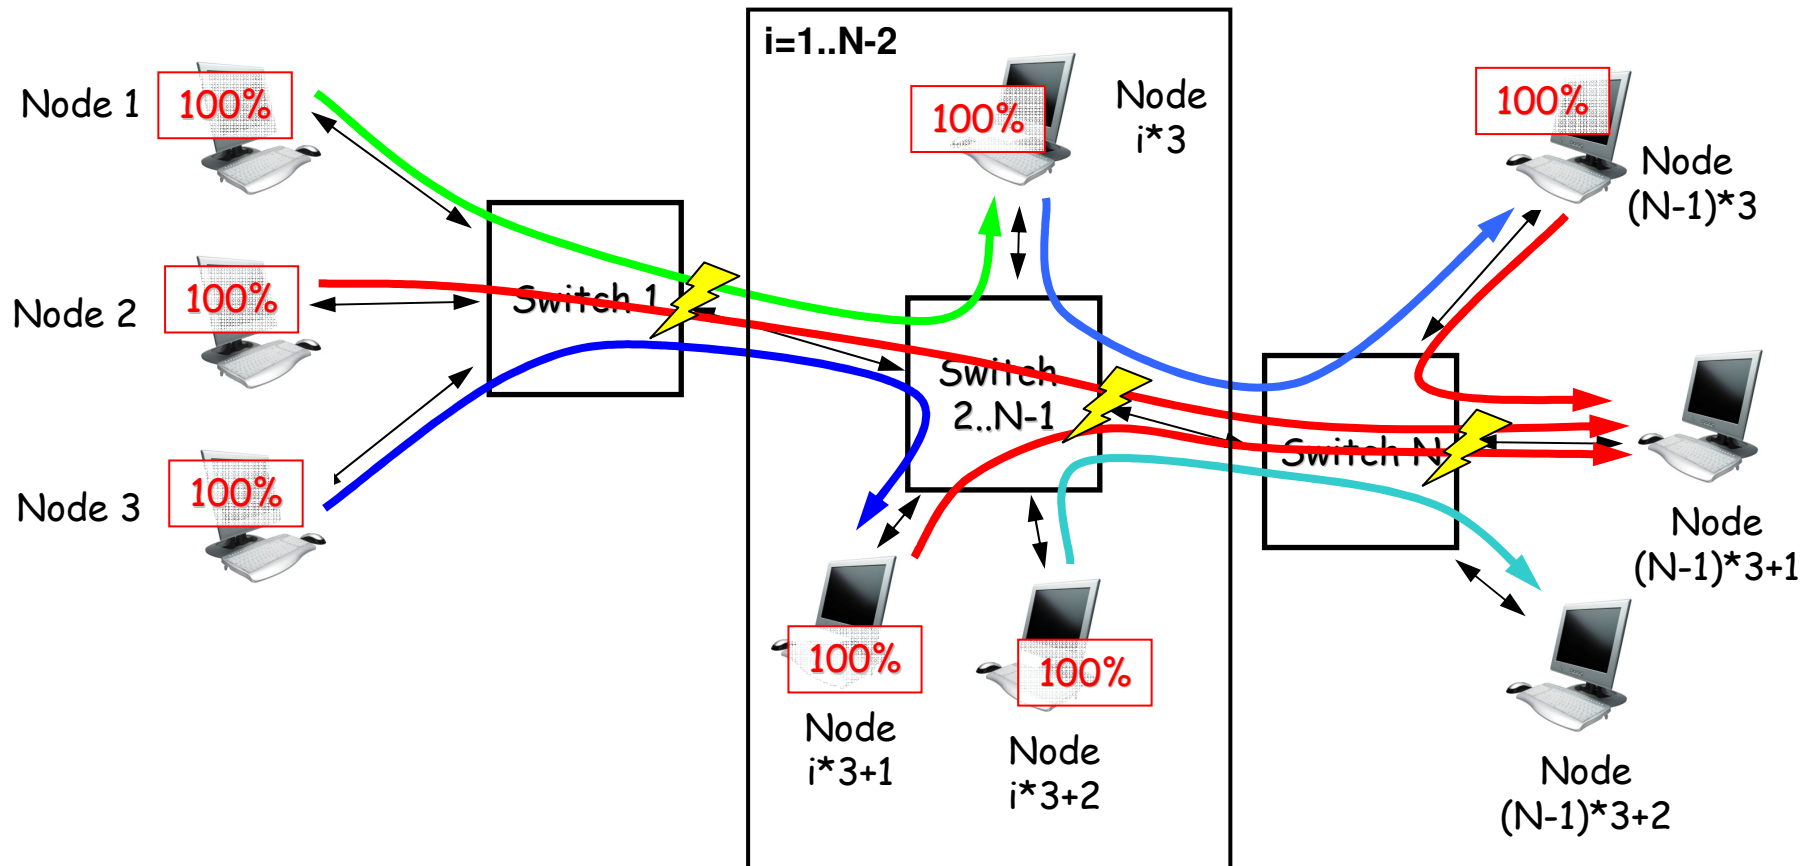 i=1..N-2
Node 1
100%
100%
Node
i*3
100%
Node
(N-1)*3
Node 2
100%
Switch 1
Switch
2..N-1
Switch N
Node 3
100%
Node
(N-1)*3+1
100%
100%
Node
i*3+1
Node
i*3+2
Node
(N-1)*3+2